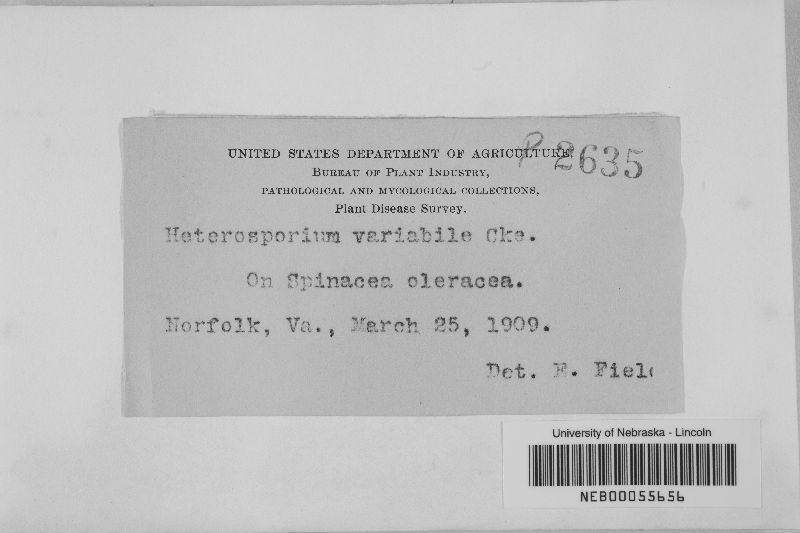 P 2635
UNITED STATES DEPARTMENT OF AGRICULTURE,
BUREAU OF PLANT INDUSTRY,
PATHOLOGICAL AND MYCOLOGICAL COLLECTIONS,
Plant Disease Survey.
Heterosporium variabile Cke.
On Spinacea oleracea.
Norfolk, Va., March 25, 1909.
Det. E. Field
University of Nebraska - Lincoln
NEB00055656